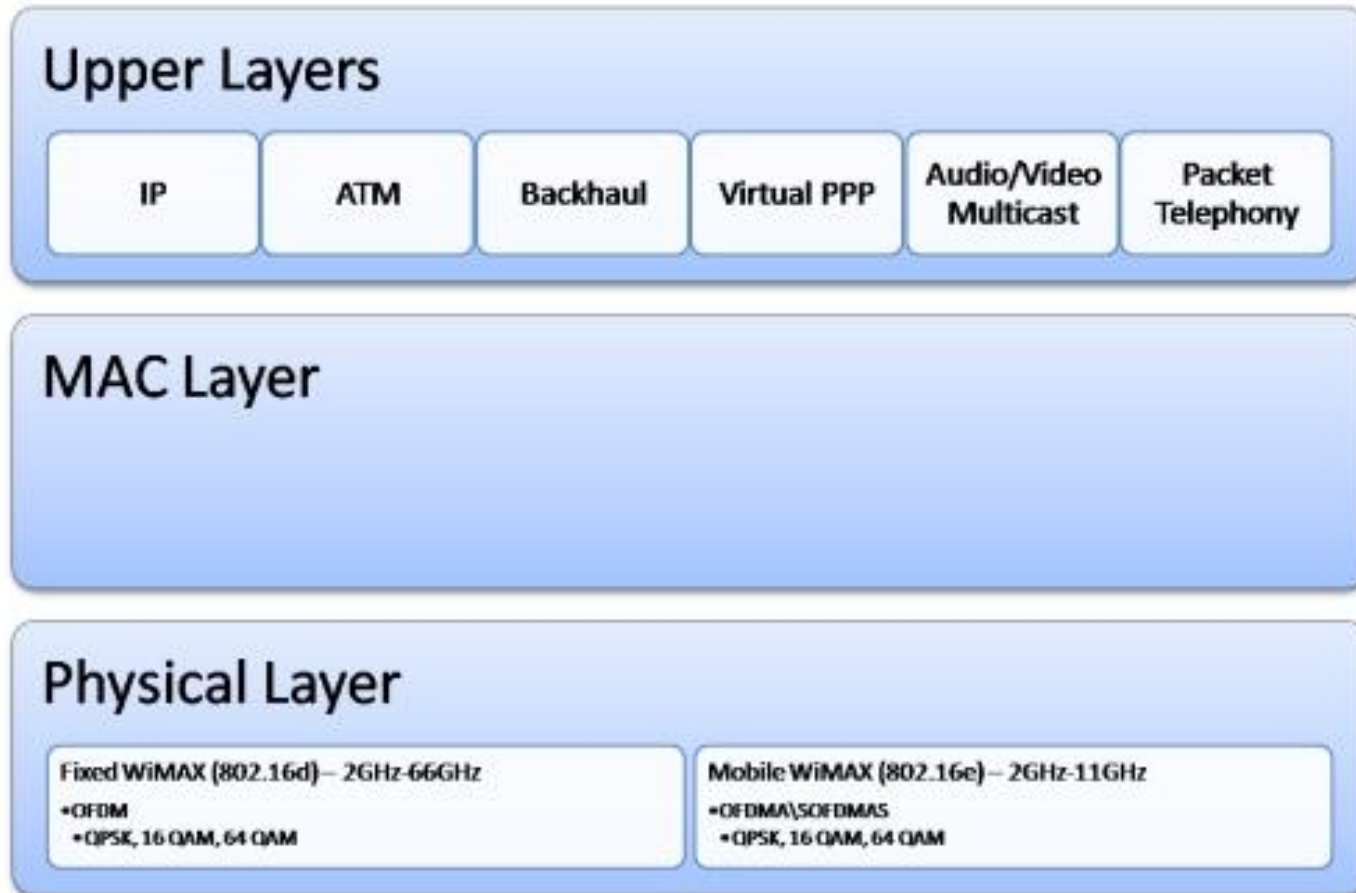 Upper Layers
IP
ATM
Backhaul
Virtual PPP
Audio/Video
Multicast
Packet
Telephony
MAC Layer
Physical Layer
Fixed WiMAX (802.16d) – 2GHz-66GHz
•OFDM
•QPSK, 16 QAM, 64 QAM
Mobile WiMAX (802.16e) – 2GHz-11GHz
•OFDMA\SOFDMAS
•QPSK, 16 QAM, 64 QAM